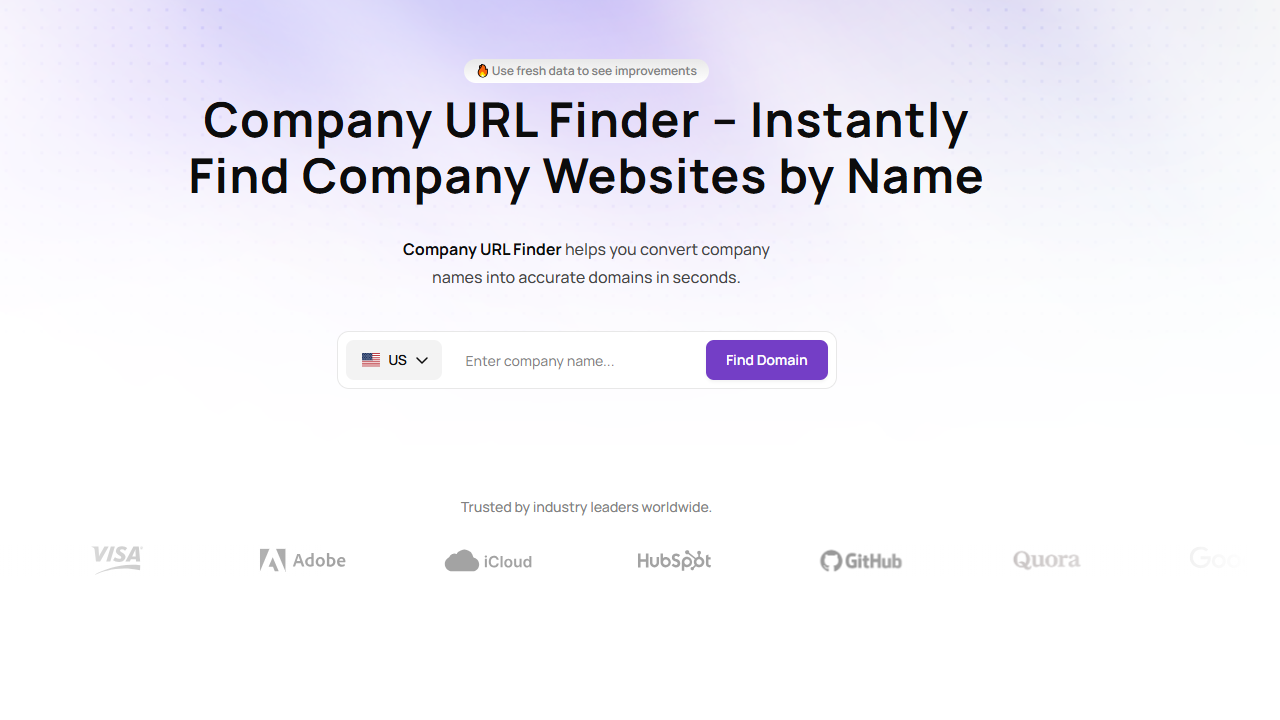 Use fresh data to see improvements
Company URL Finder – Instantly
Find Company Websites by Name
Company URL Finder helps you convert company
names into accurate domains in seconds.
US
Enter company name...
Find Domain
Trusted by industry leaders worldwide.
VISA
Adobe
iCloud
HubSpot
GitHub
Quora
Goo